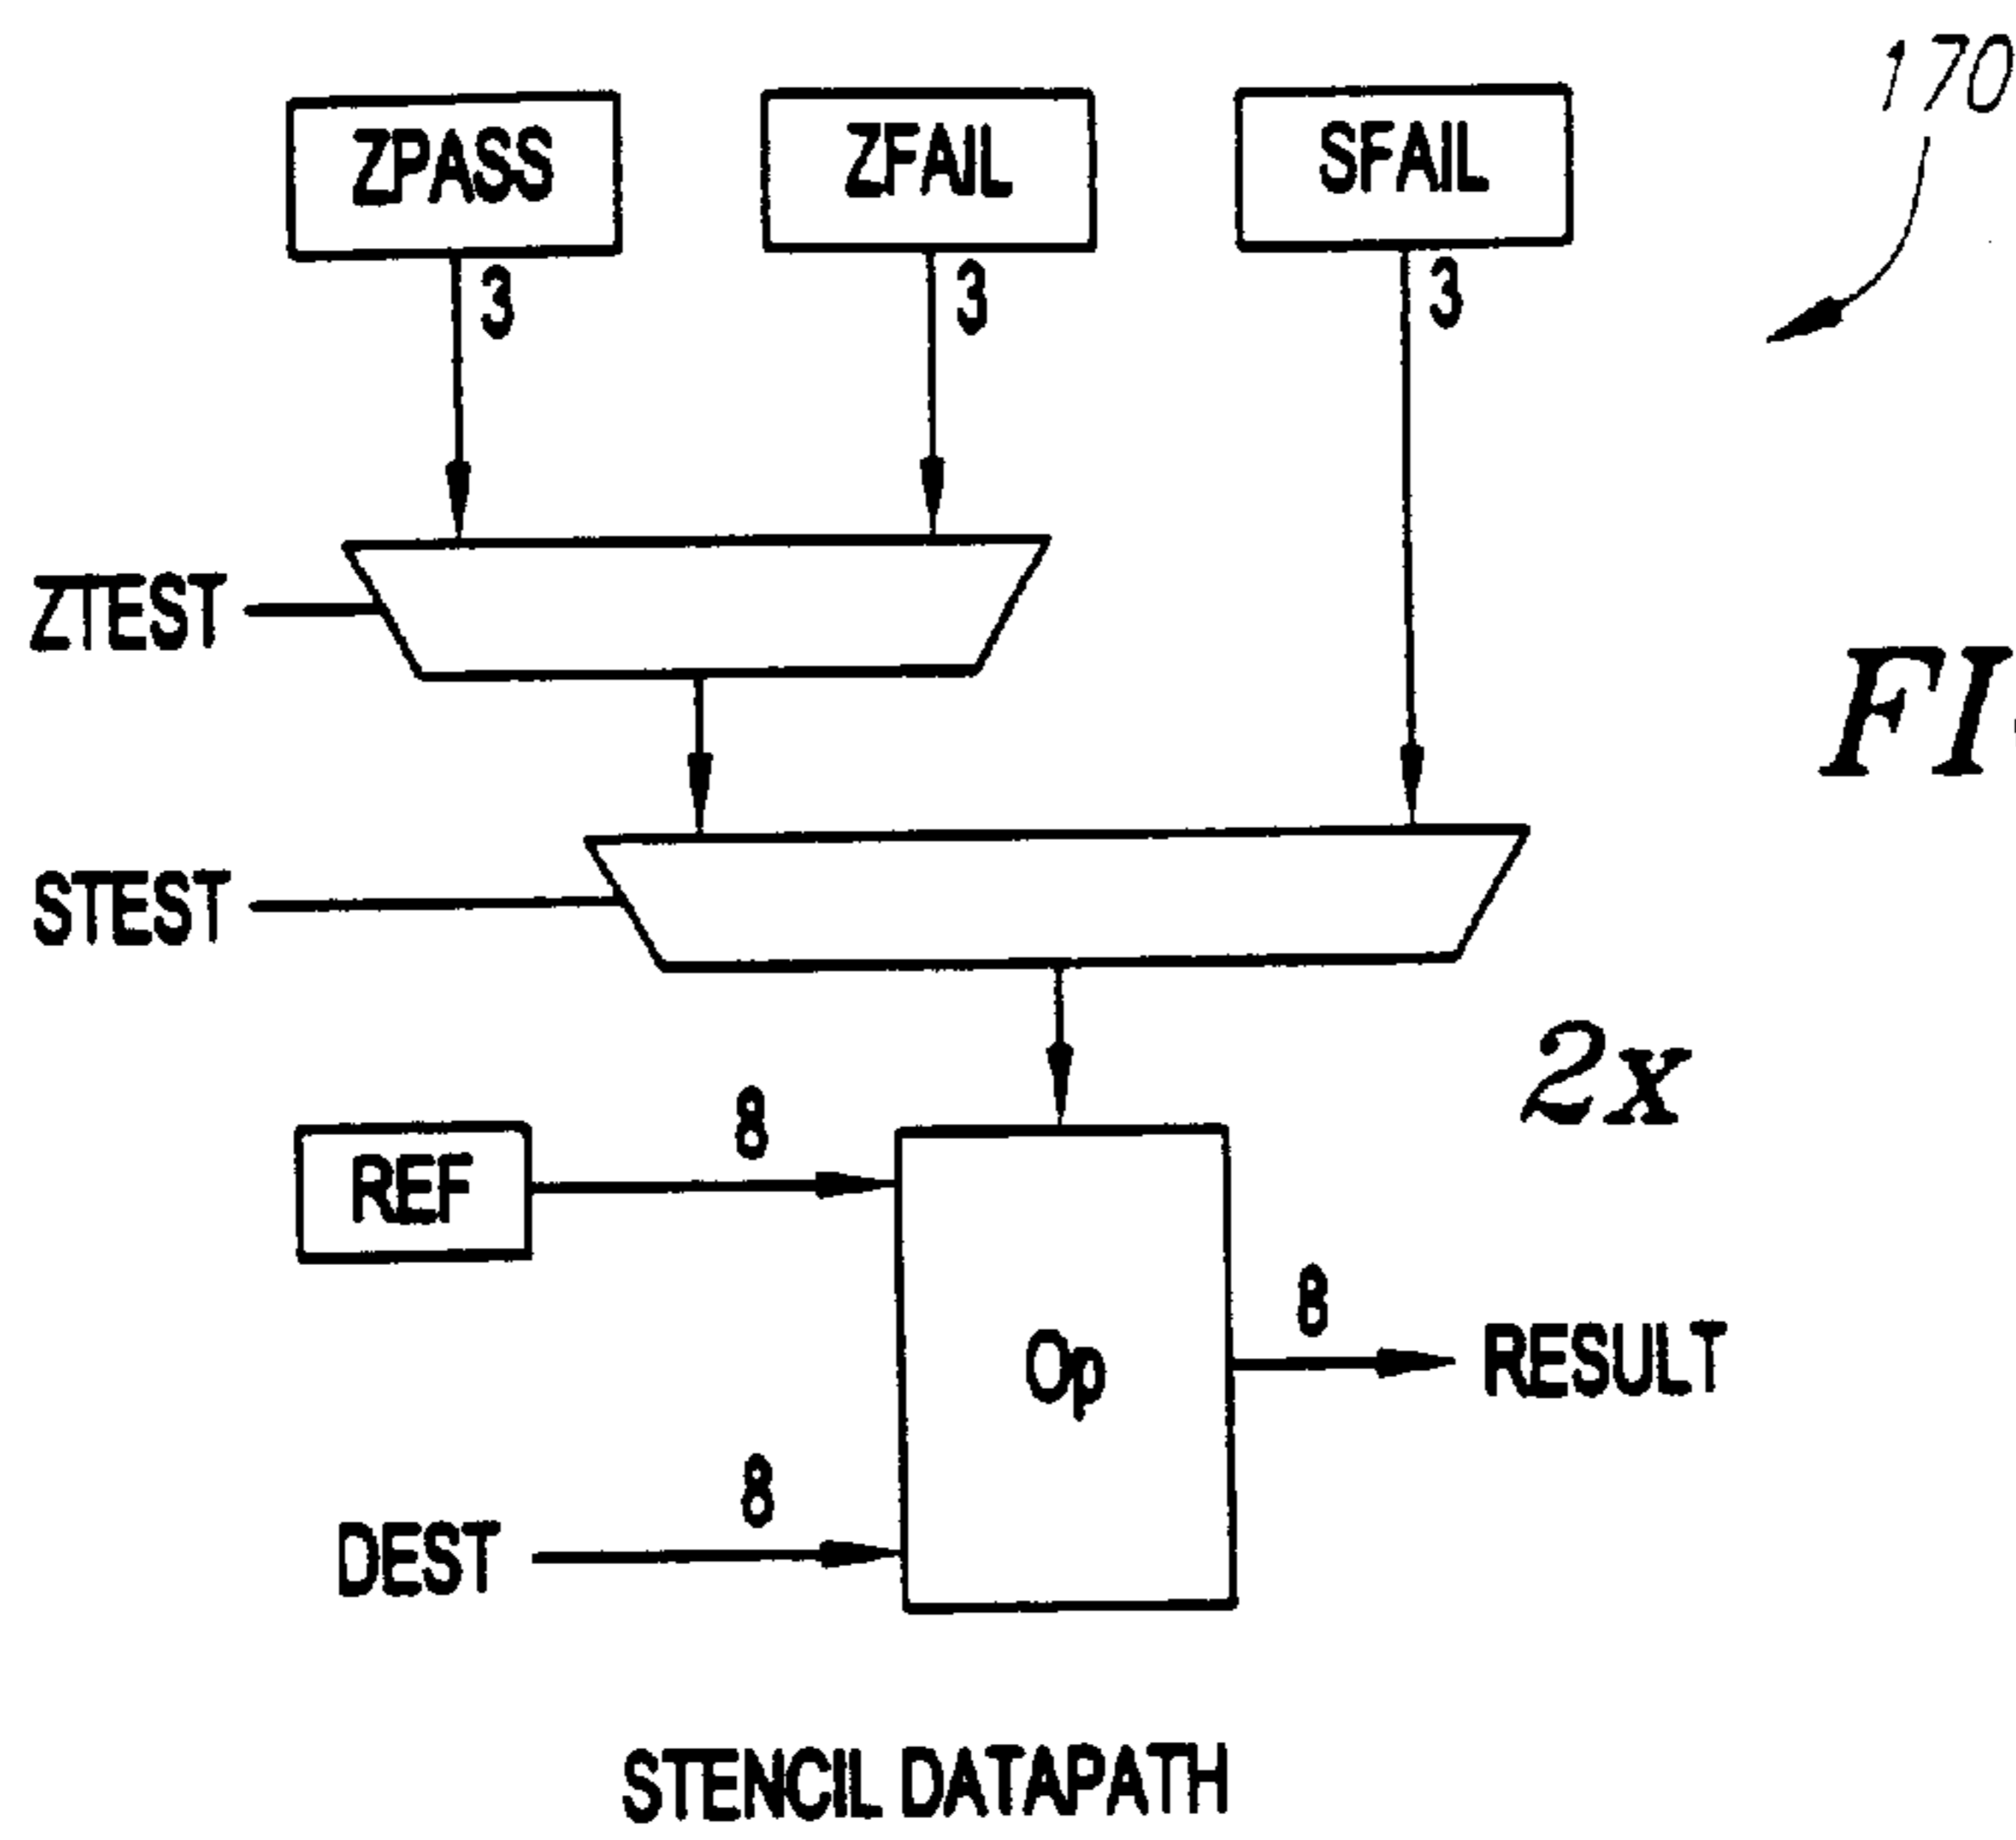 170
ZPASS ZFAIL SFAIL
3 3 3
ZTEST
FI
STEST
2x
8
REF
8
Op
RESULT
8
DEST
STENCIL DATAPATH